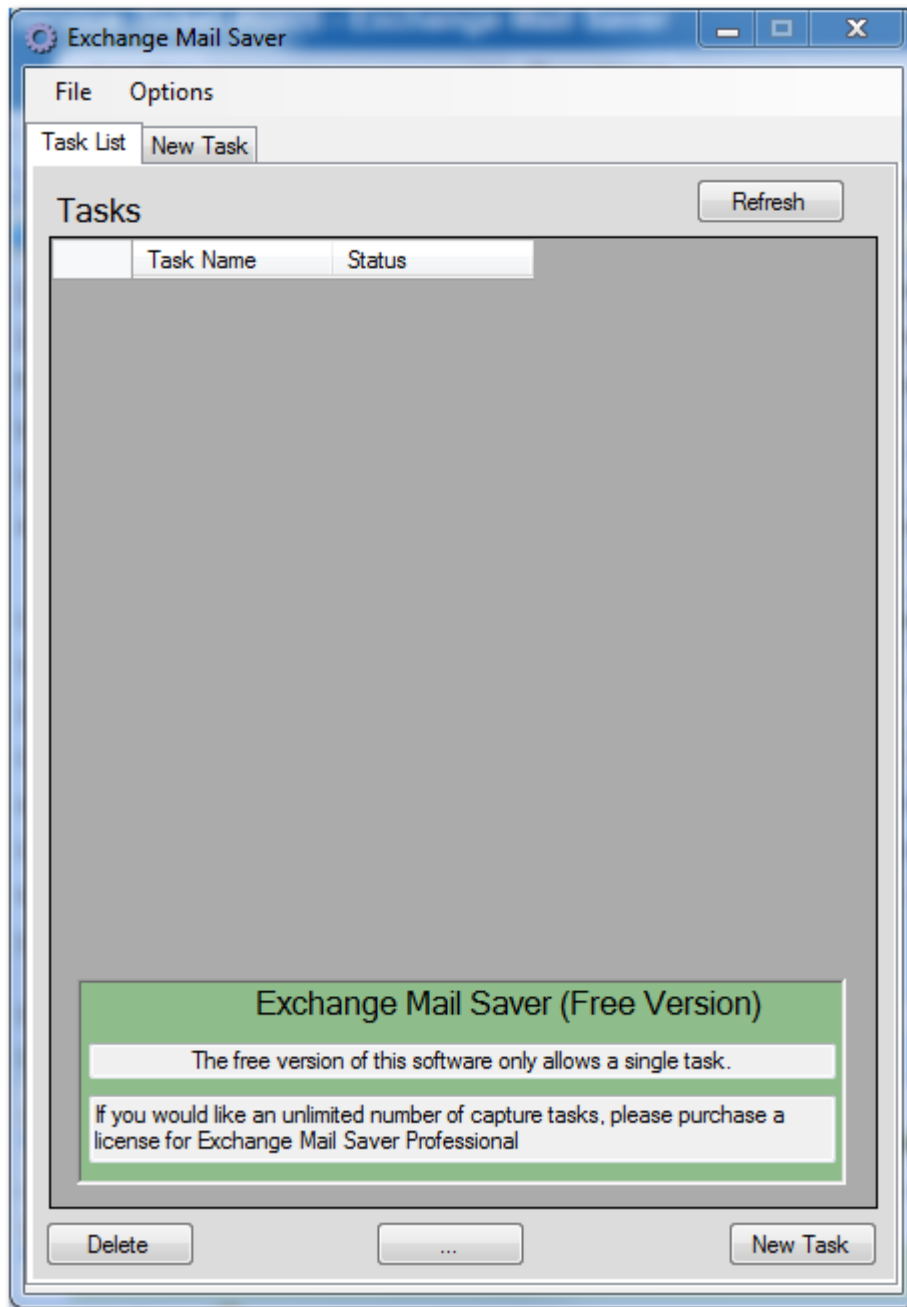 Exchange Mail Saver
File Options
Task List New Task
Tasks
Refresh
Task Name Status
Exchange Mail Saver (Free Version)
The free version of this software only allows a single task.
If you would like an unlimited number of capture tasks, please purchase a
license for Exchange Mail Saver Professional
Delete ... New Task